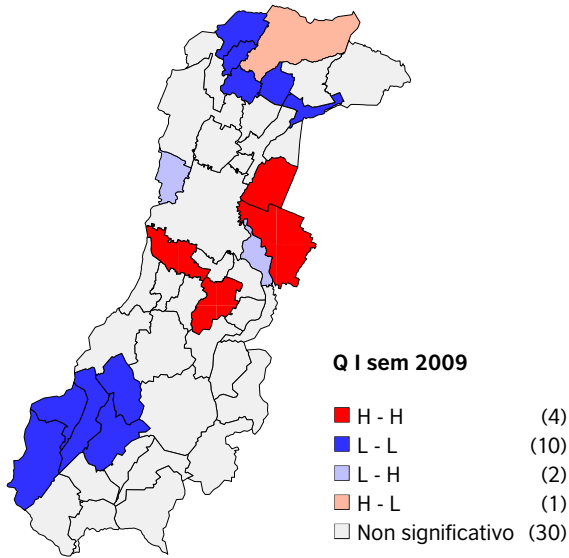 Q I sem 2009
H - H (4)
L - L (10)
L - H (2)
H - L (1)
Non significativo (30)